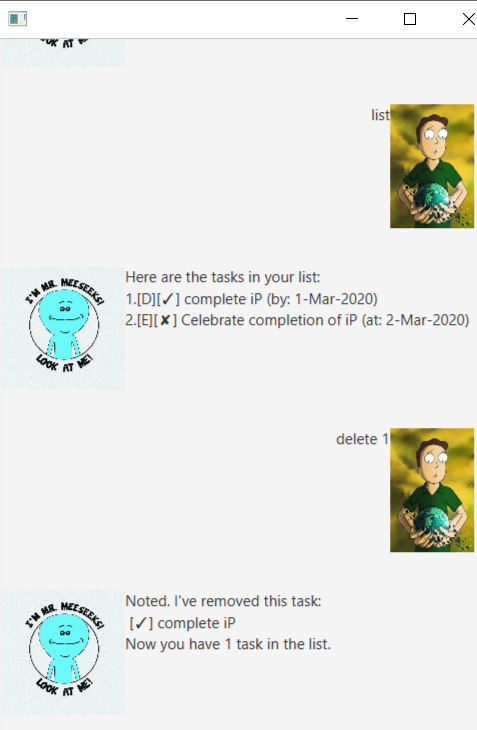 LOOK AT ME!
list
I'M MR. MEESEEKS!
LOOK AT ME!
Here are the tasks in your list:
1.[D][✓] complete iP (by: 1-Mar-2020)
2.[E][✘] Celebrate completion of iP (at: 2-Mar-2020)
delete 1
I'M MR. MEESEEKS!
LOOK AT ME!
Noted. I've removed this task:
[✓] complete iP
Now you have 1 task in the list.